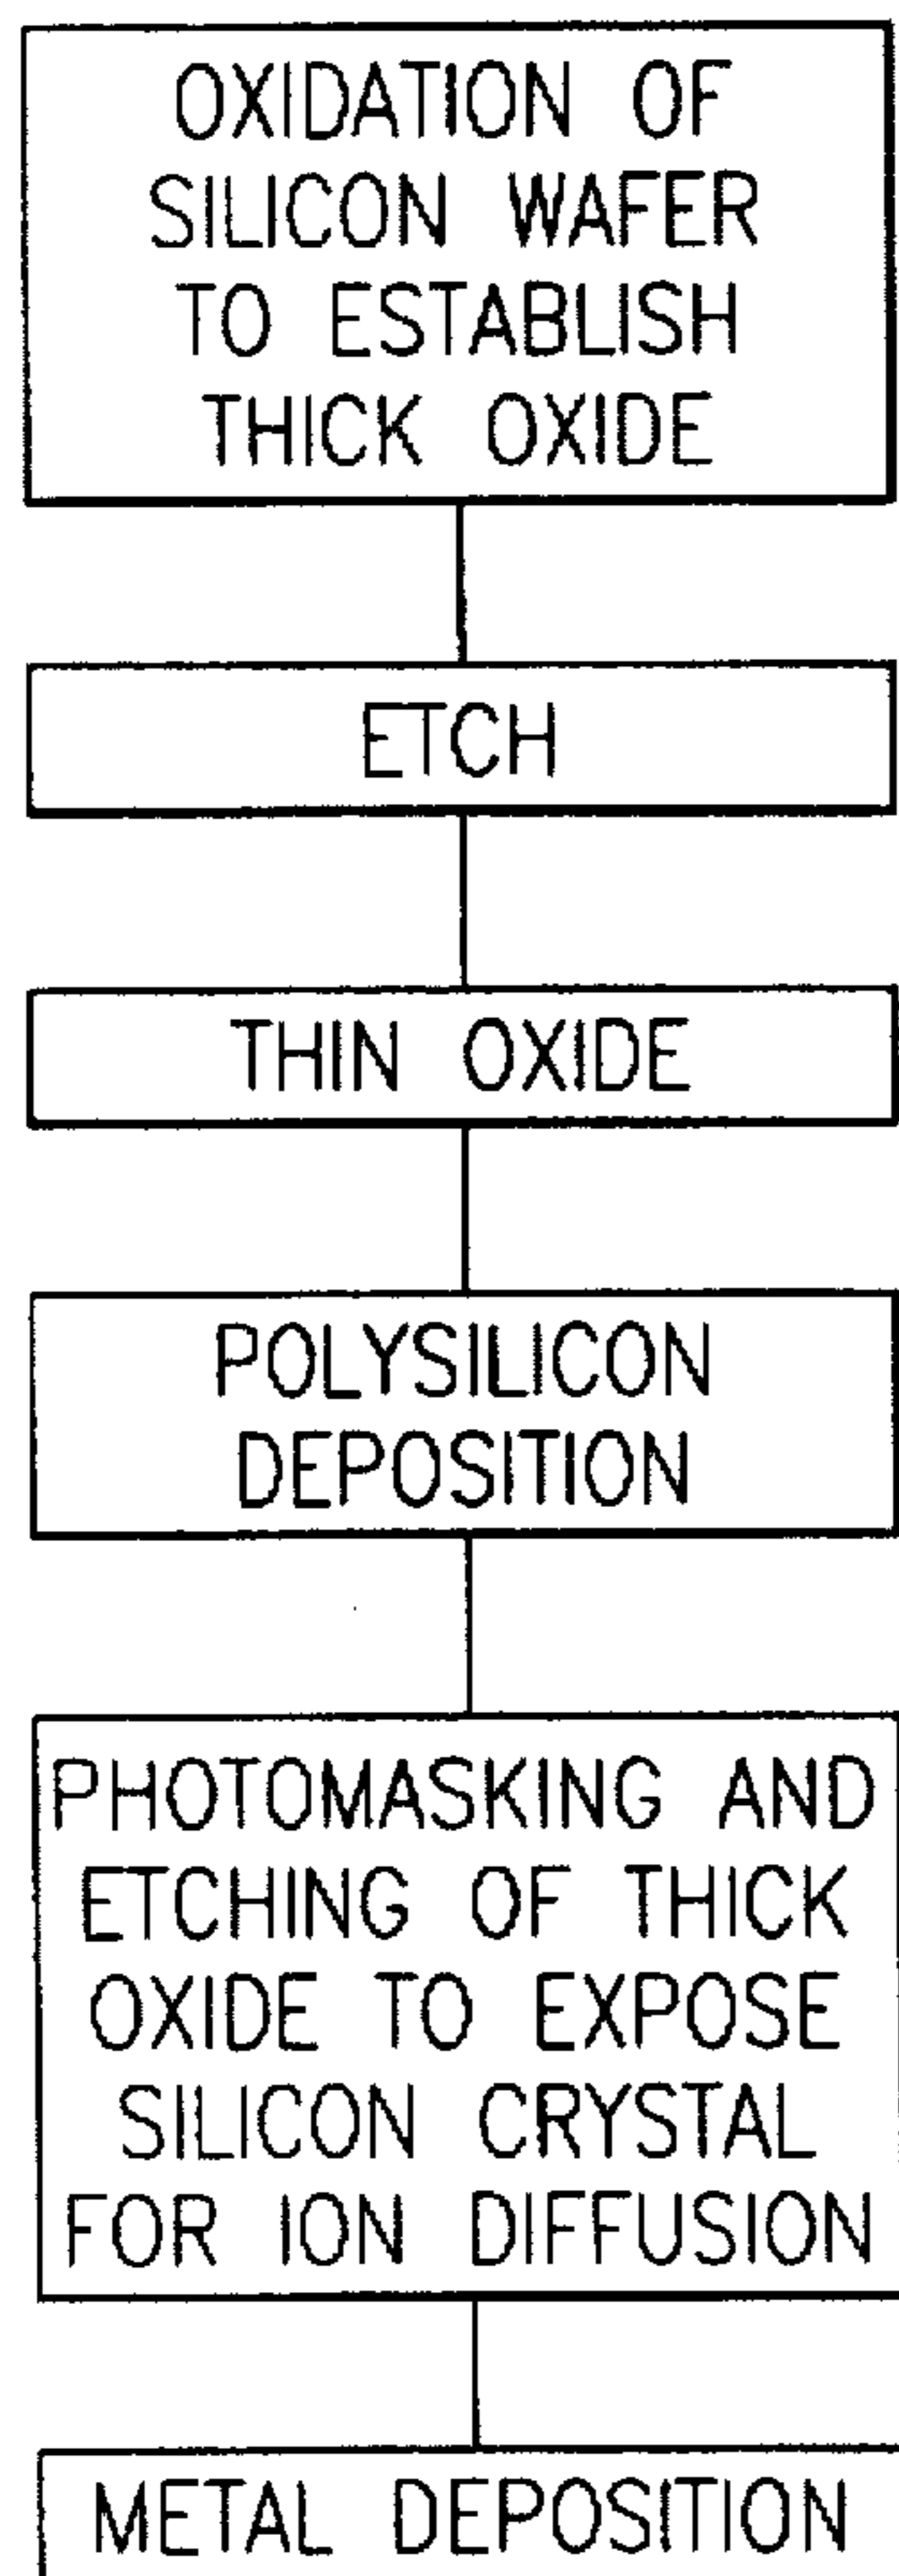 OXIDATION OF
SILICON WAFER
TO ESTABLISH
THICK OXIDE
ETCH
THIN OXIDE
POLYSILICON
DEPOSITION
PHOTOMASKING AND
ETCHING OF THICK
OXIDE TO EXPOSE
SILICON CRYSTAL
FOR ION DIFFUSION
METAL DEPOSITION